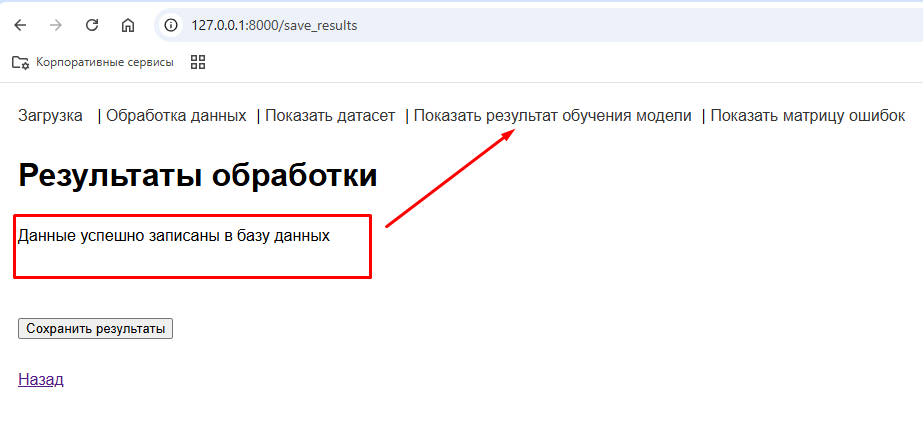 127.0.0.1:8000/save_results
Корпоративные сервисы
Загрузка | Обработка данных | Показать датасет | Показать результат обучения модели | Показать матрицу ошибок
Результаты обработки
Данные успешно записаны в базу данных
Сохранить результаты
Назад